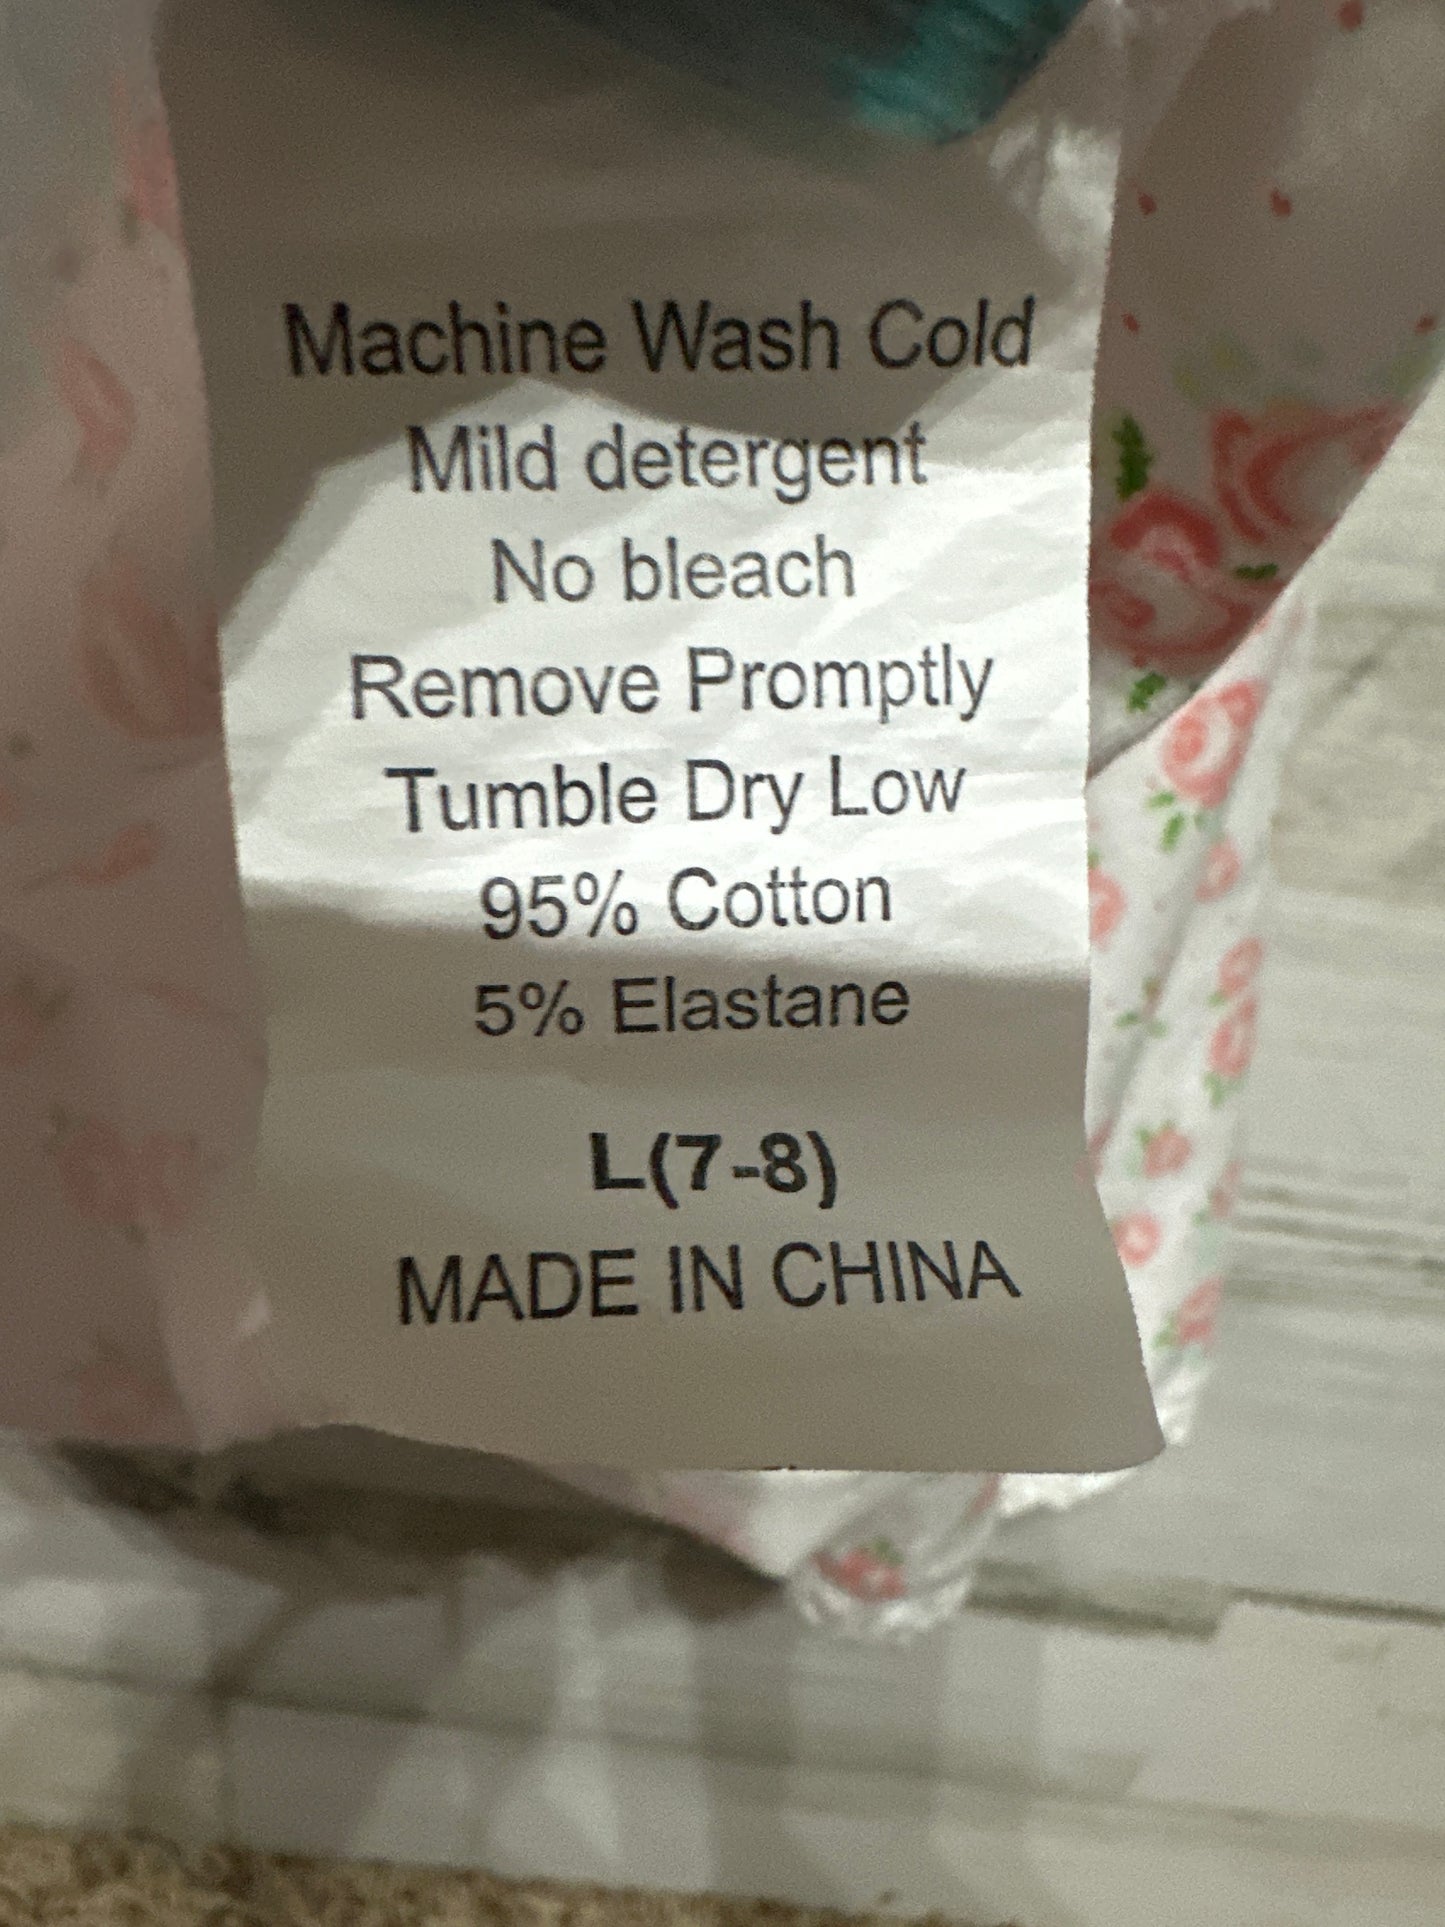 Machine Wash Cold
Mild detergent
No bleach
Remove Promptly
Tumble Dry Low
95% Cotton
5% Elastane
L(7-8)
MADE IN CHINA